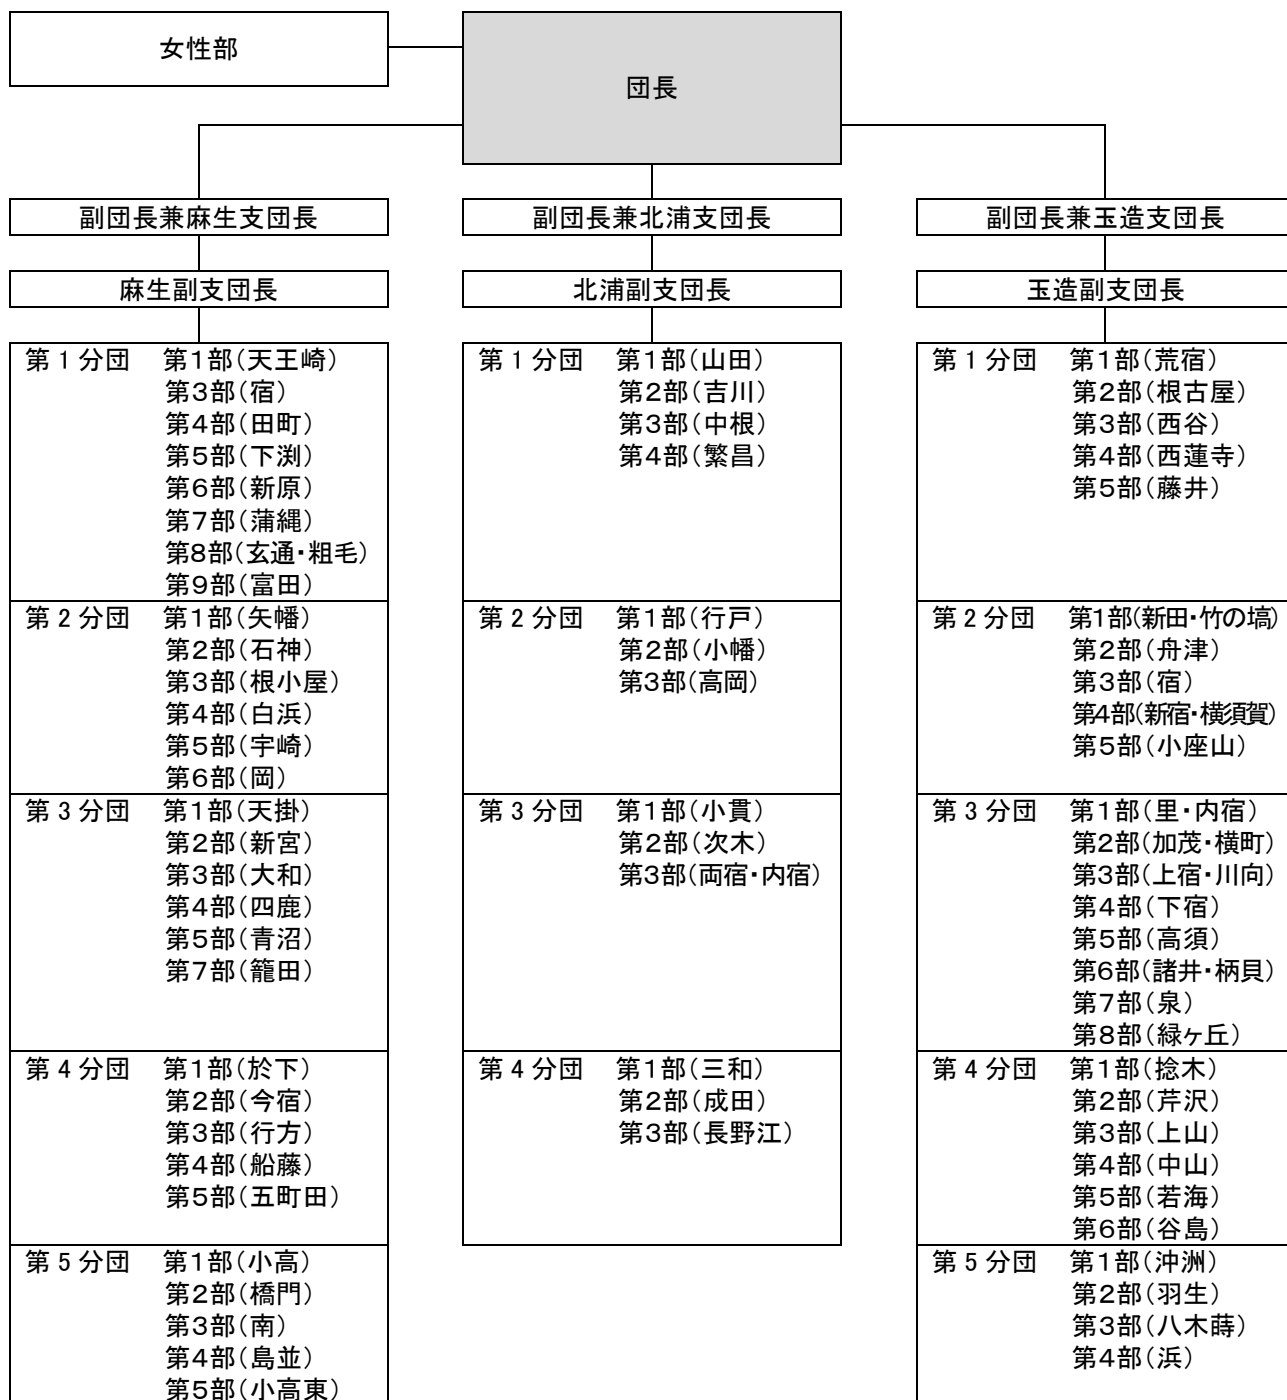 女性部
団長
副団長兼麻生支団長
麻生副支団長
第1分団 第1部(天王崎)
第3部(宿)
第4部(田町)
第5部(下渕)
第6部(新原)
第7部(蒲縄)
第8部(玄通・粗毛)
第9部(富田)
第2分団 第1部(矢幡)
第2部(石神)
第3部(根小屋)
第4部(白浜)
第5部(宇崎)
第6部(岡)
第3分団 第1部(天掛)
第2部(新宮)
第3部(大和)
第4部(四鹿)
第5部(青沼)
第7部(籠田)
第4分団 第1部(於下)
第2部(今宿)
第3部(行方)
第4部(船藤)
第5部(五町田)
第5分団 第1部(小高)
第2部(橋門)
第3部(南)
第4部(島並)
第5部(小高東)
副団長兼北浦支団長
北浦副支団長
第1分団 第1部(山田)
第2部(吉川)
第3部(中根)
第4部(繁昌)
第2分団 第1部(行戸)
第2部(小幡)
第3部(高岡)
第3分団 第1部(小貫)
第2部(次木)
第3部(両宿・内宿)
第4分団 第1部(三和)
第2部(成田)
第3部(長野江)
副団長兼玉造支団長
玉造副支団長
第1分団 第1部(荒宿)
第2部(根古屋)
第3部(西谷)
第4部(西蓮寺)
第5部(藤井)
第2分団 第1部(新田・竹の塙)
第2部(舟津)
第3部(宿)
第4部(新宿・横須賀)
第5部(小座山)
第3分団 第1部(里・内宿)
第2部(加茂・横町)
第3部(上宿・川向)
第4部(下宿)
第5部(高須)
第6部(諸井・柄貝)
第7部(泉)
第8部(緑ヶ丘)
第4分団 第1部(捻木)
第2部(芹沢)
第3部(上山)
第4部(中山)
第5部(若海)
第6部(谷島)
第5分団 第1部(沖洲)
第2部(羽生)
第3部(八木蒔)
第4部(浜)